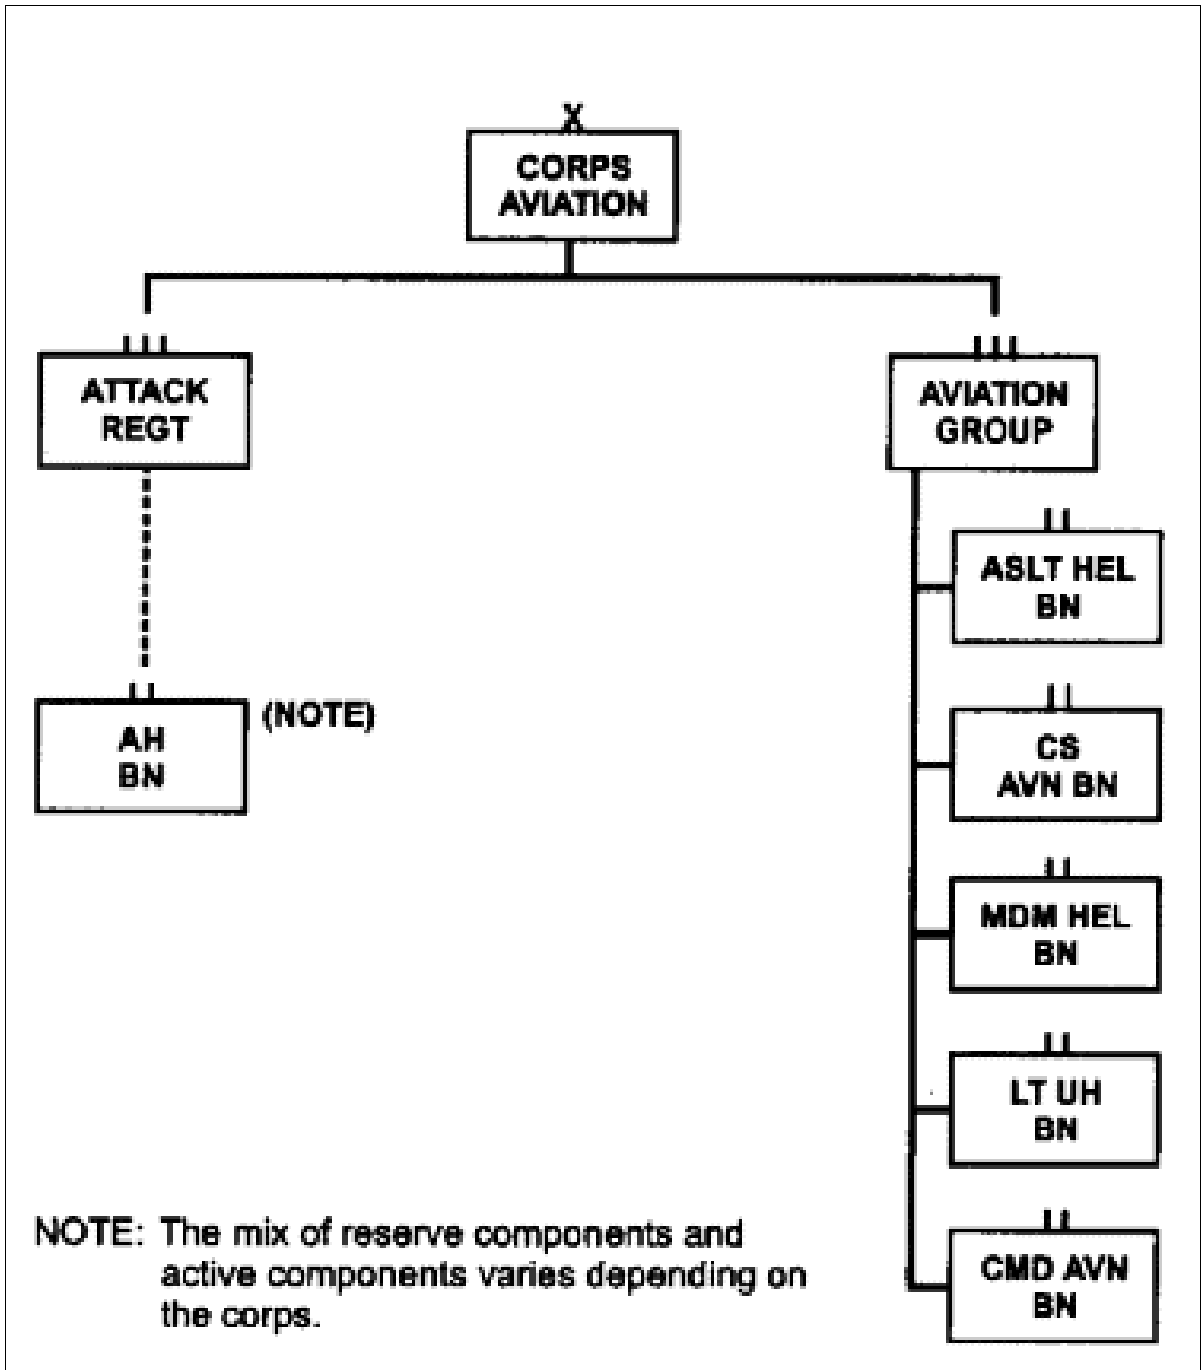 X
CORPS
AVIATION
III
ATTACK
REGT
III
AVIATION
GROUP
II
ASLT HEL
BN
II
AH
BN
(NOTE)
II
CS
AVN BN
II
MDM HEL
BN
II
LT UH
BN
II
CMD AVN
BN
NOTE: The mix of reserve components and
active components varies depending on
the corps.